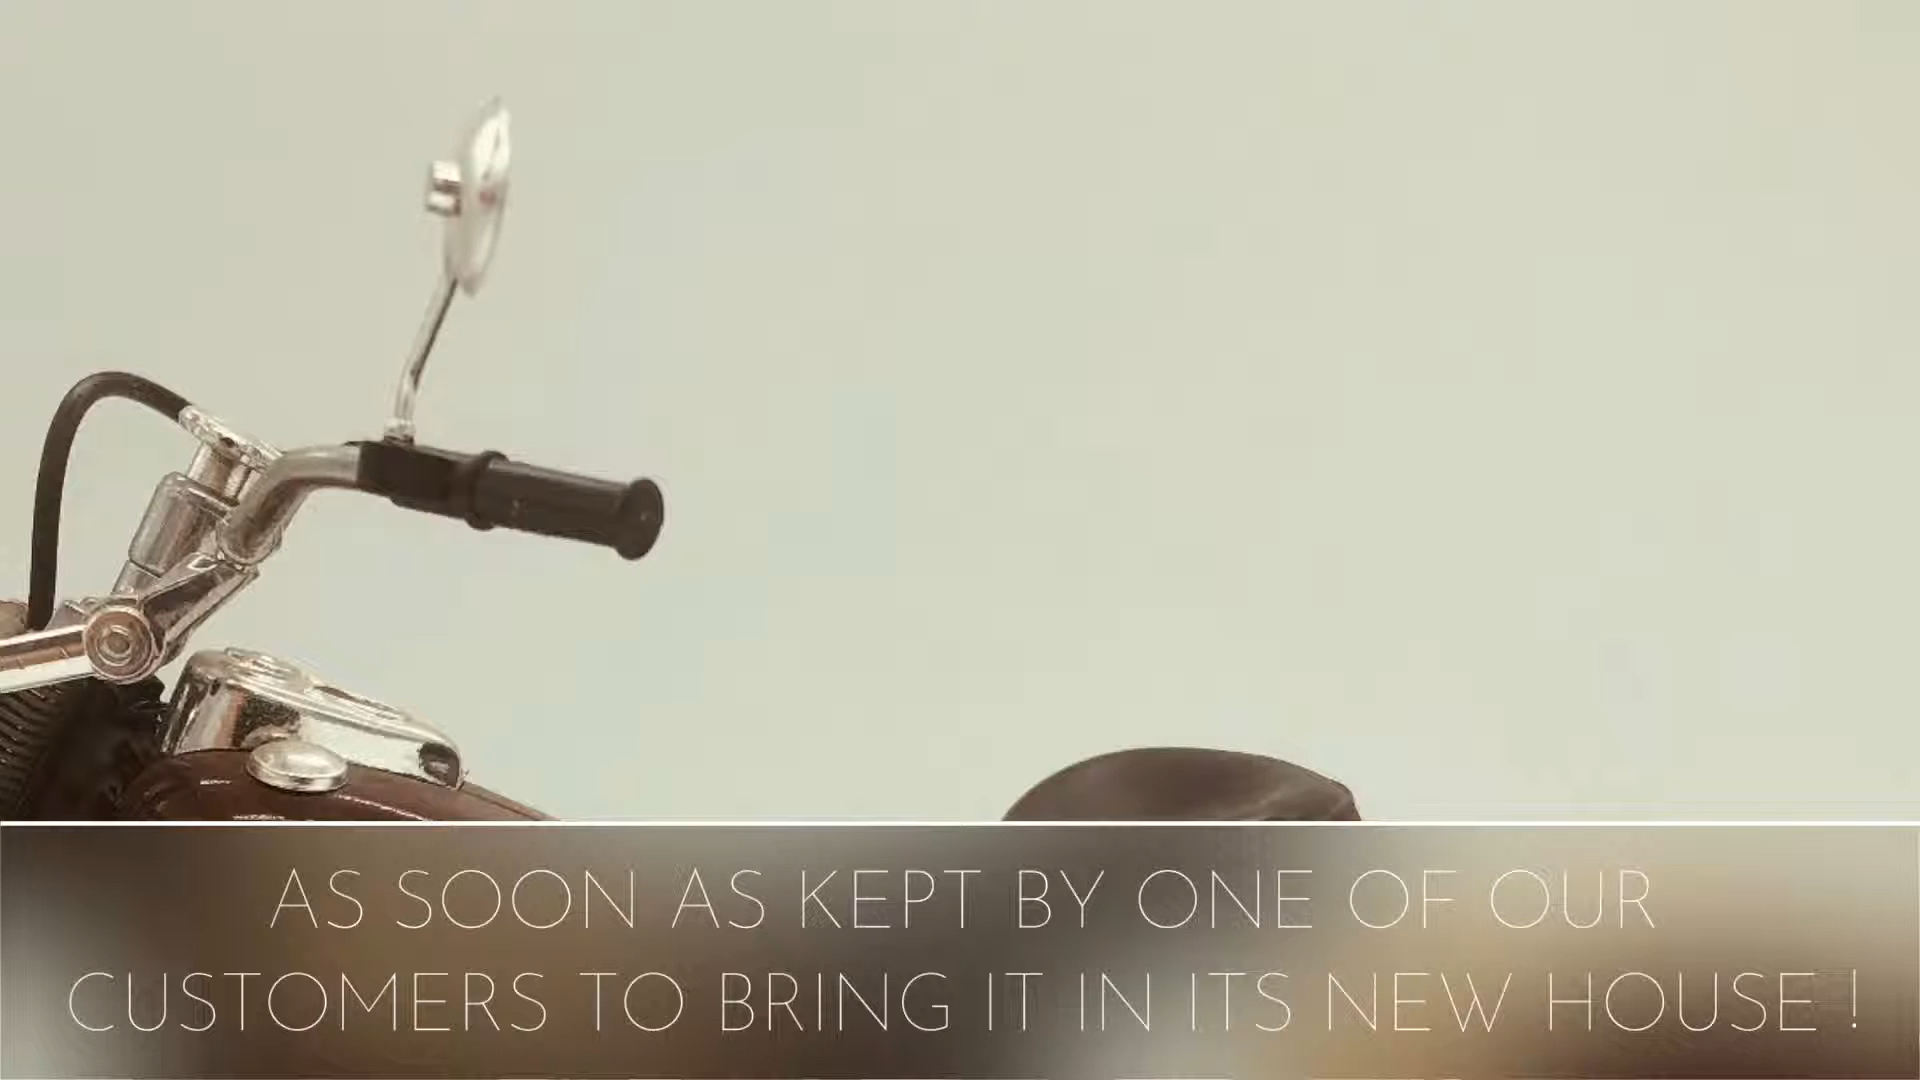 AS SOON AS KEPT BY ONE OF OUR
CUSTOMERS TO BRING IT IN ITS NEW HOUSE !